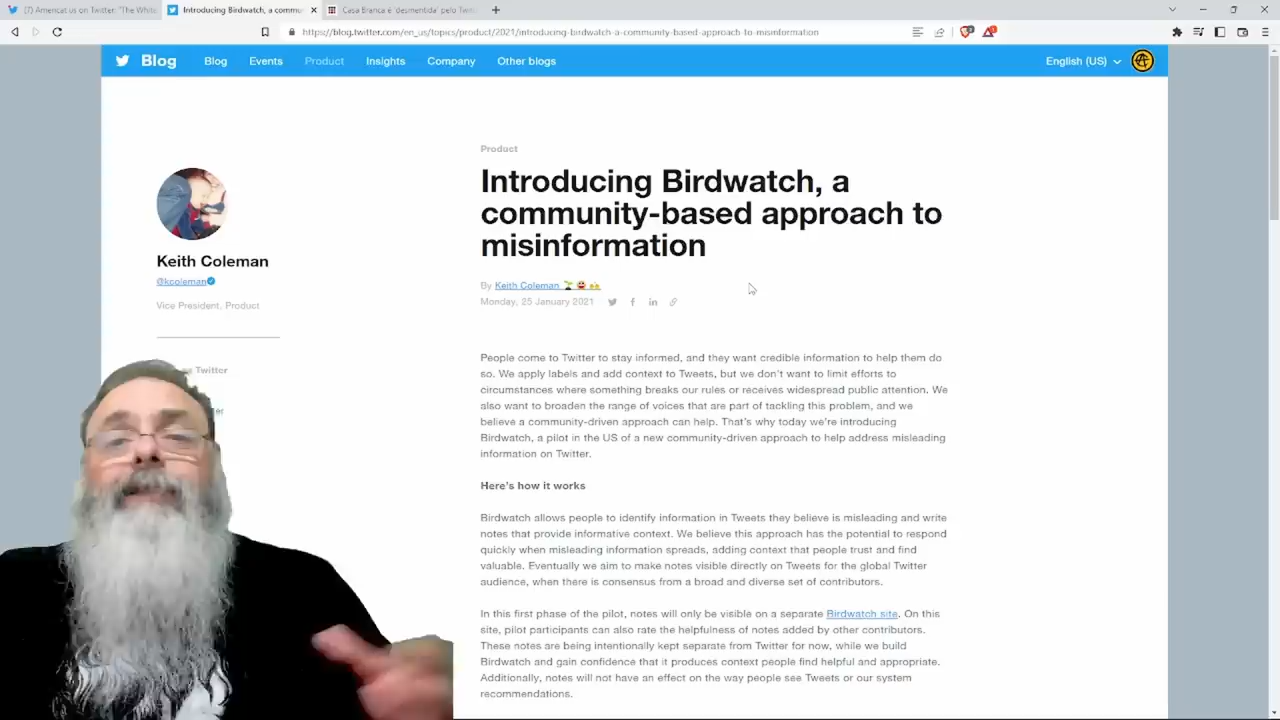 (7) Americat us on Twitter: "The White
Introducing Birdwatch, a commu
Casa Branca é 'desmentida' pelo Twitt
https://blog.twitter.com/en_us/topics/product/2021/introducing-birdwatch-a-community-based-approach-to-misinformation
Blog Blog Events Product Insights Company Other blogs English (US)
Product
Introducing Birdwatch, a
community-based approach to
misinformation
Keith Coleman
@kcoleman
Vice President, Product
By Keith Coleman
Monday, 25 January 2021
Twitter
People come to Twitter to stay informed, and they want credible information to help them do
so. We apply labels and add context to Tweets, but we don't want to limit efforts to
circumstances where something breaks our rules or receives widespread public attention. We
also want to broaden the range of voices that are part of tackling this problem, and we
believe a community-driven approach can help. That's why today we're introducing
Birdwatch, a pilot in the US of a new community-driven approach to help address misleading
information on Twitter.
Here's how it works
Birdwatch allows people to identify information in Tweets they believe is misleading and write
notes that provide informative context. We believe this approach has the potential to respond
quickly when misleading information spreads, adding context that people trust and find
valuable. Eventually we aim to make notes visible directly on Tweets for the global Twitter
audience, when there is consensus from a broad and diverse set of contributors.
In this first phase of the pilot, notes will only be visible on a separate Birdwatch site. On this
site, pilot participants can also rate the helpfulness of notes added by other contributors.
These notes are being intentionally kept separate from Twitter for now, while we build
Birdwatch and gain confidence that it produces context people find helpful and appropriate.
Additionally, notes will not have an effect on the way people see Tweets or our system
recommendations.